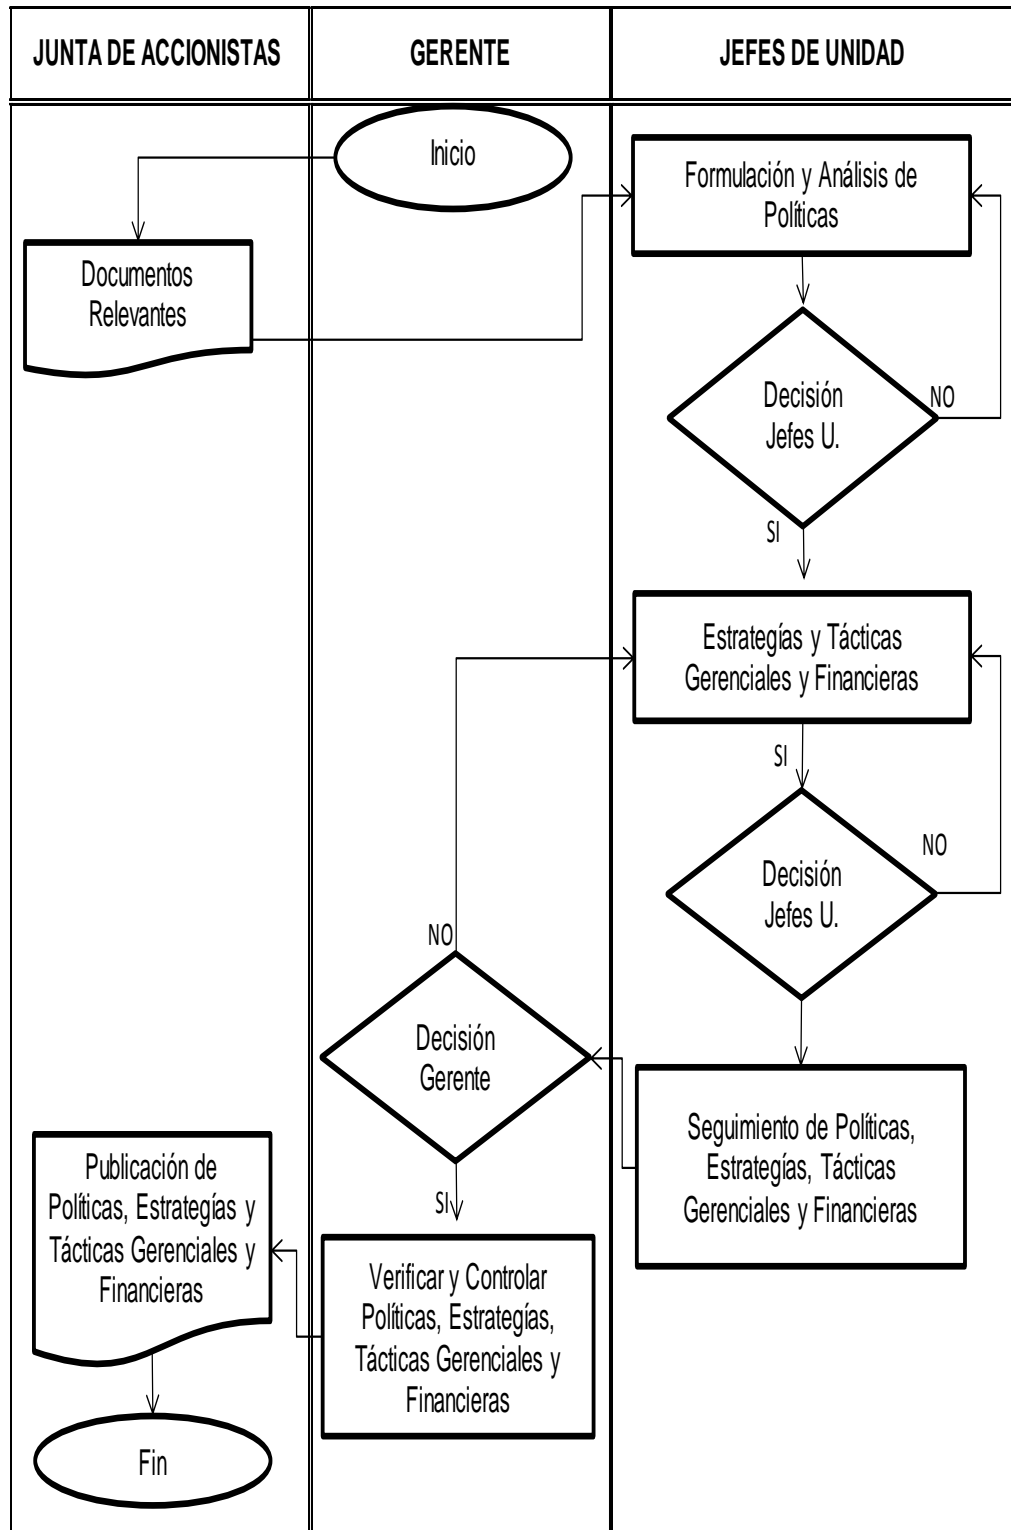 JUNTA DE ACCIONISTAS
GERENTE
JEFES DE UNIDAD
Inicio
Formulación y Análisis de
Políticas
Documentos
Relevantes
Decisión
Jefes U.
NO
SI
Estrategías y Tácticas
Gerenciales y Financieras
SI
Decisión
Jefes U.
NO
NO
Decisión
Gerente
SI
Seguimiento de Políticas,
Estrategías, Tácticas
Gerenciales y Financieras
Verificar y Controlar
Políticas, Estrategías,
Tácticas Gerenciales y
Financieras
Publicación de
Políticas, Estrategías y
Tácticas Gerenciales y
Financieras
Fin